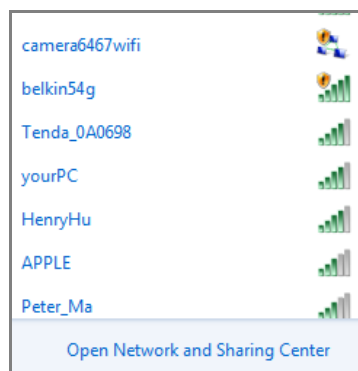 camera6467wifi
belkin54g
Tenda_0A0698
yourPC
HenryHu
APPLE
Peter_Ma
Open Network and Sharing Center